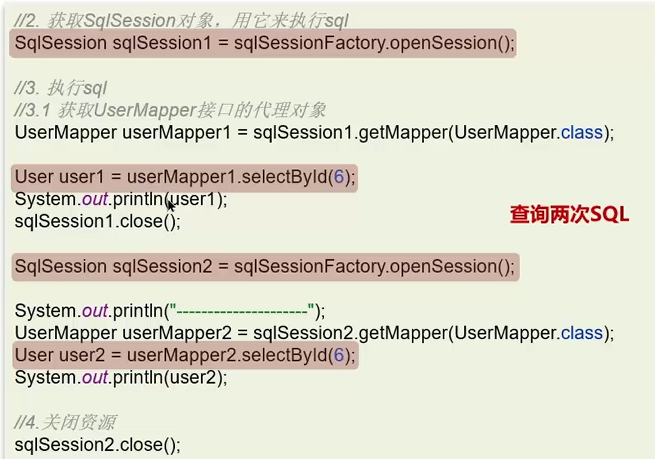 //2. 获取SqlSession对象，用它来执行sql
SqlSession sqlSession1 = sqlSessionFactory.openSession();
//3. 执行sql
//3.1 获取UserMapper接口的代理对象
UserMapper userMapper1 = sqlSession1.getMapper(UserMapper.class);
User user1 = userMapper1.selectById(6);
System.out.println(user1);
sqlSession1.close();
查询两次SQL
SqlSession sqlSession2 = sqlSessionFactory.openSession();
System.out.println("---------------------");
UserMapper userMapper2 = sqlSession2.getMapper(UserMapper.class);
User user2 = userMapper2.selectById(6);
System.out.println(user2);
//4.关闭资源
sqlSession2.close();